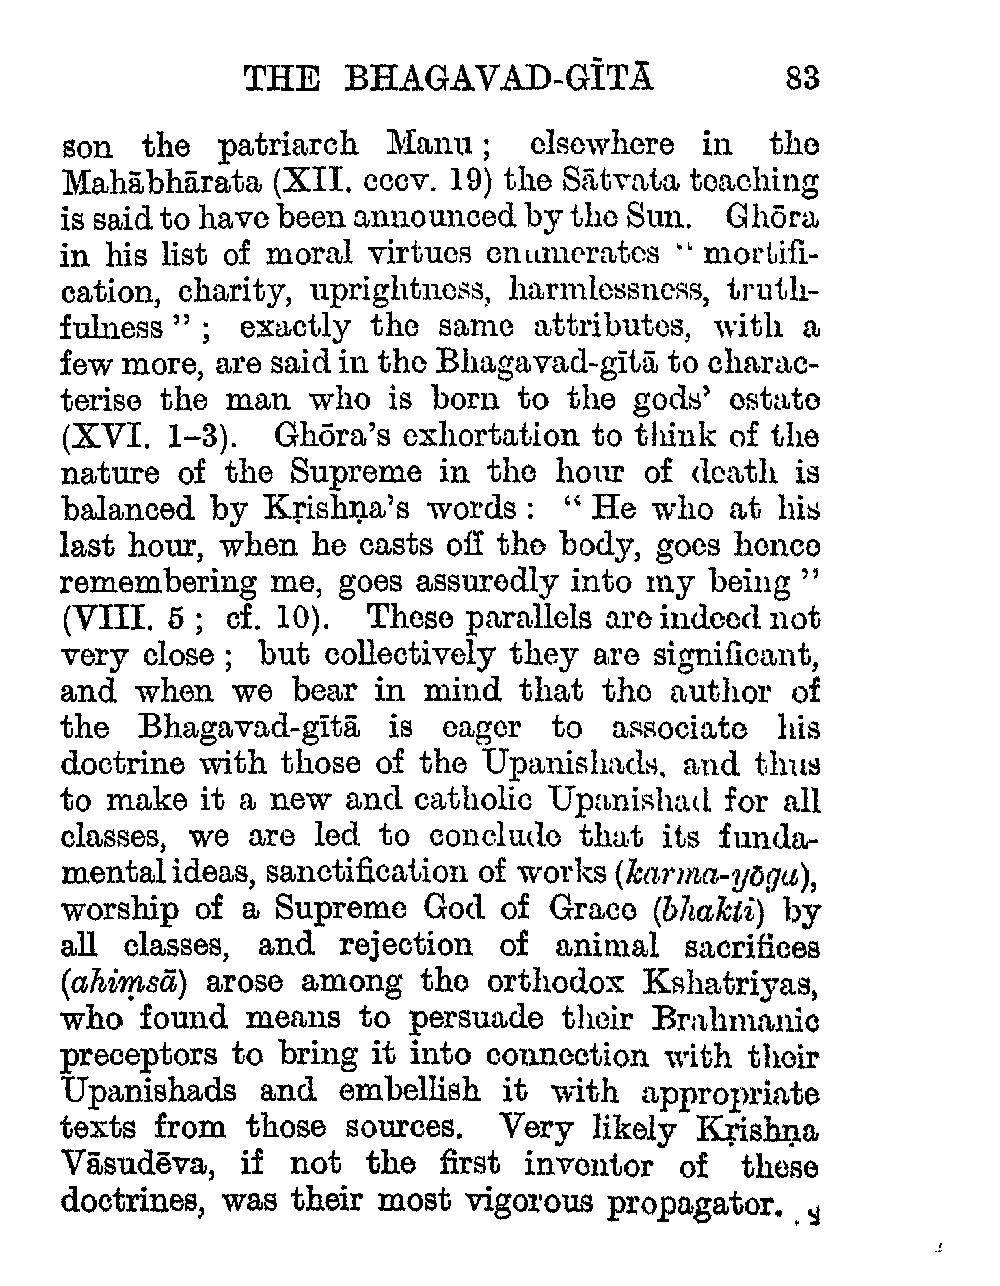 THE BHAGAVAD-GĪTĀ 83
son the patriarch Manu ; elsewhere in the
Mahābhārata (XII. cccv. 19) the Sātvata teaching
is said to have been announced by the Sun. Ghōra
in his list of moral virtues enumerates “ mortifi-
cation, charity, uprightness, harmlessness, truth-
fulness ” ; exactly the same attributes, with a
few more, are said in the Bhagavad-gītā to charac-
terise the man who is born to the gods’ estate
(XVI. 1–3). Ghōra’s exhortation to think of the
nature of the Supreme in the hour of death is
balanced by Kṛishṇa’s words : “ He who at his
last hour, when he casts off the body, goes hence
remembering me, goes assuredly into my being ”
(VIII. 5 ; cf. 10). These parallels are indeed not
very close ; but collectively they are significant,
and when we bear in mind that the author of
the Bhagavad-gītā is eager to associate his
doctrine with those of the Upanishads, and thus
to make it a new and catholic Upanishad for all
classes, we are led to conclude that its funda-
mental ideas, sanctification of works (karma-yōga),
worship of a Supreme God of Grace (bhakti) by
all classes, and rejection of animal sacrifices
(ahiṃsā) arose among the orthodox Kshatriyas,
who found means to persuade their Brahmanic
preceptors to bring it into connection with their
Upanishads and embellish it with appropriate
texts from those sources. Very likely Kṛishṇa
Vāsudēva, if not the first inventor of these
doctrines, was their most vigorous propagator.